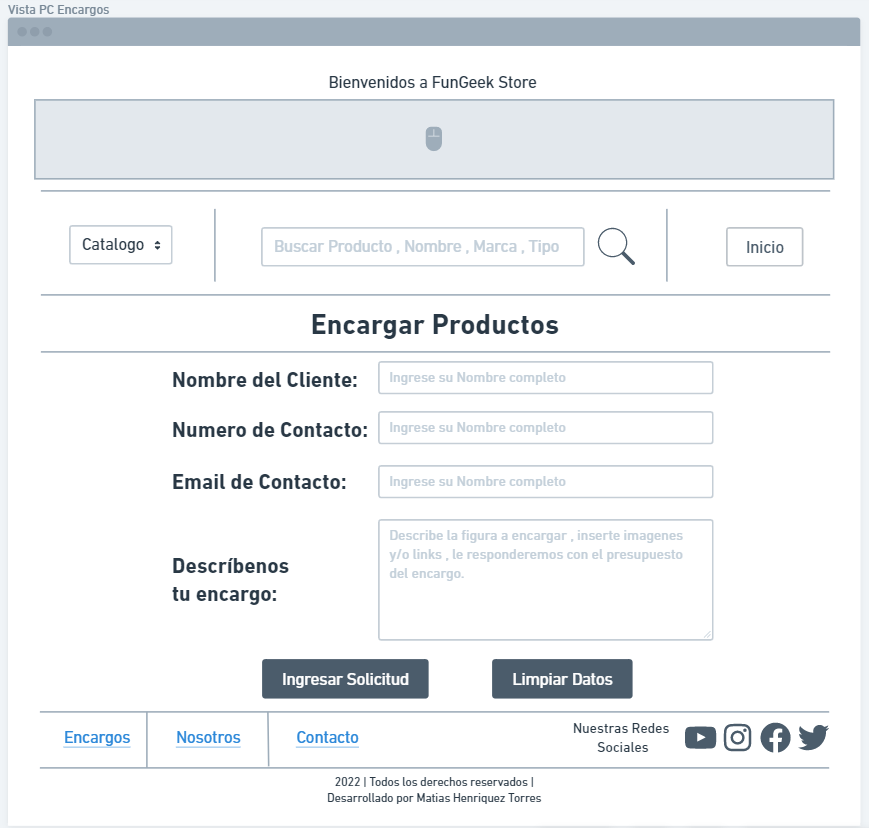 Vista PC Encargos
Bienvenidos a FunGeek Store
Catalogo
Buscar Producto , Nombre , Marca , Tipo
Inicio
Encargar Productos
Nombre del Cliente:
Ingrese su Nombre completo
Numero de Contacto:
Ingrese su Nombre completo
Email de Contacto:
Ingrese su Nombre completo
Descríbenos
tu encargo:
Describe la figura a encargar , inserte imagenes
y/o links , le responderemos con el presupuesto
del encargo.
Ingresar Solicitud
Limpiar Datos
Encargos
Nosotros
Contacto
Nuestras Redes
Sociales
2022 | Todos los derechos reservados |
Desarrollado por Matias Henriquez Torres